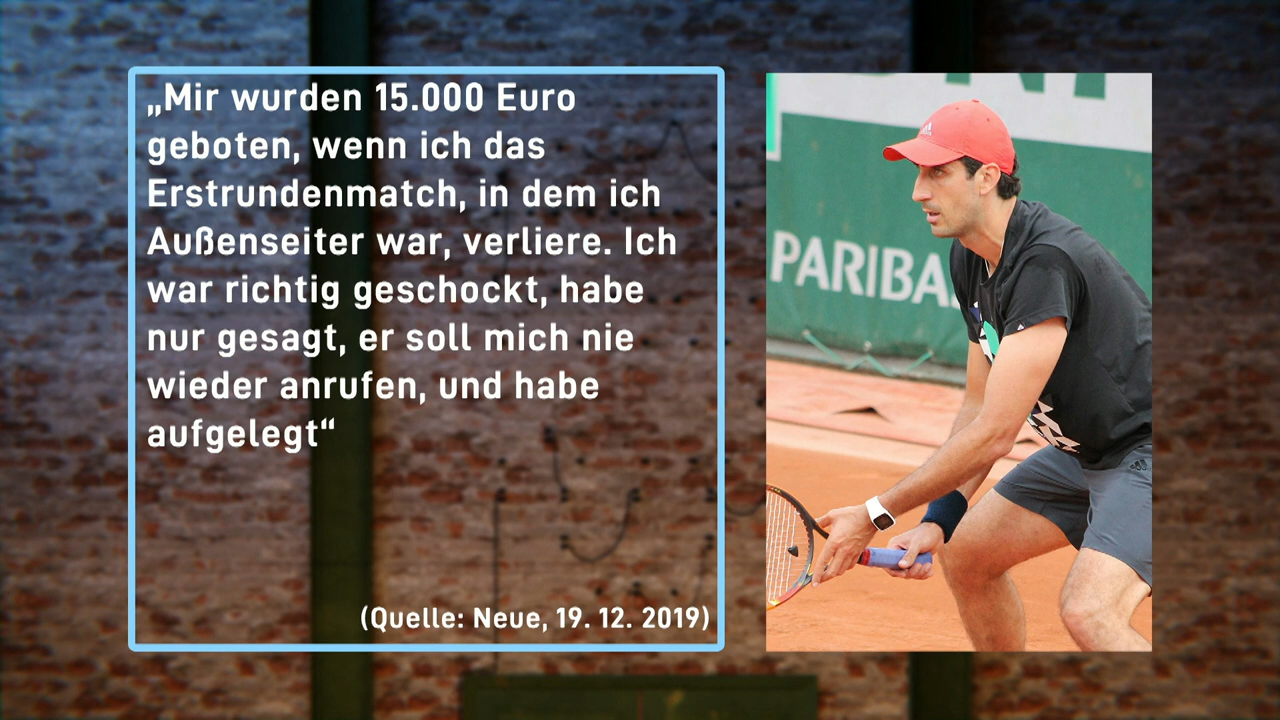 „Mir wurden 15.000 Euro
geboten, wenn ich das
Erstrundenmatch, in dem ich
Außenseiter war, verliere. Ich
war richtig geschockt, habe
nur gesagt, er soll mich nie
wieder anrufen, und habe
aufgelegt“
(Quelle: Neue, 19. 12. 2019)
PARIBA